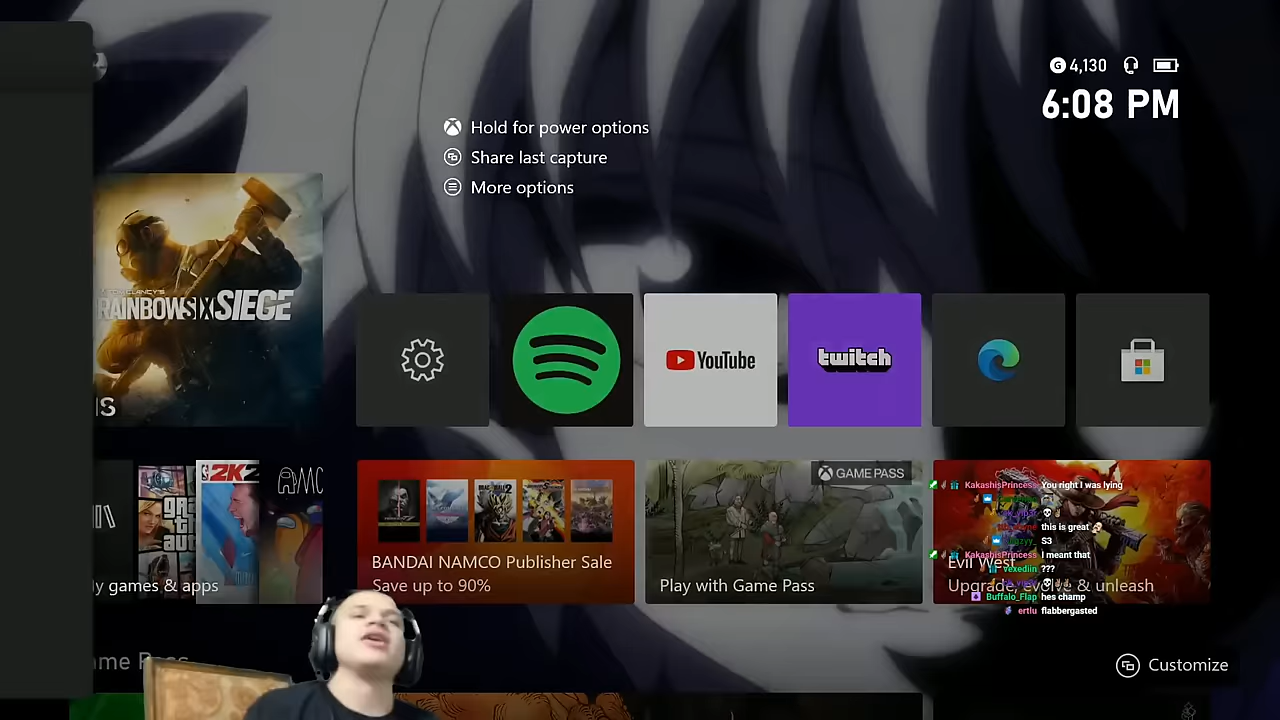 4,130
6:08 PM
Hold for power options
Share last capture
More options
RAINBOW SIX SIEGE
YouTube
twitch
2K2
BANDAI NAMCO Publisher Sale
Save up to 90%
GAME PASS
Play with Game Pass
Evil West
Upgrade, evolve & unleash
games & apps
KakashisPrincess You right I was lying
this is great
S3
KakashisPrincess I meant that
vexediin ???
Buffalo_Flap hes champ
ertlu flabbergasted
Customize